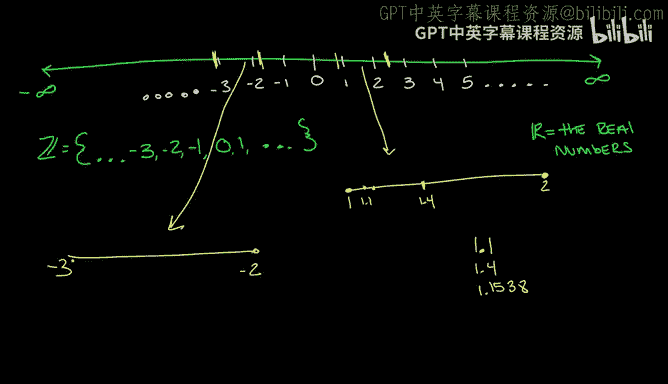 GPT中英字幕课程资源@bilibili.com
GPT中英字幕课程资源 bilibili
-∞ ..... -3 -2 -1 0 1 2 3 4 5 ..... ∞
ℤ = {... -3, -2, -1, 0, 1, ...}
ℝ = THE REAL
NUMBERS
1 1.1 1.4 2
-3 -2
1.1
1.4
1.1538